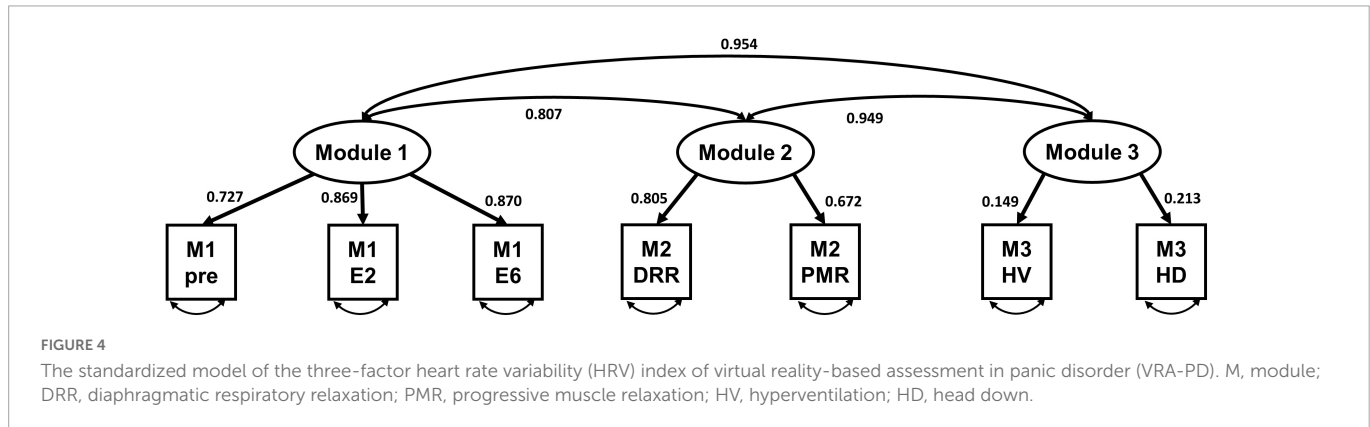 0.954
0.807
0.949
Module 1
Module 2
Module 3
0.727
0.869
0.870
0.805
0.672
0.149
0.213
M1
pre
M1
E2
M1
E6
M2
DRR
M2
PMR
M3
HV
M3
HD
FIGURE 4
The standardized model of the three-factor heart rate variability (HRV) index of virtual reality-based assessment in panic disorder (VRA-PD). M, module;
DRR, diaphragmatic respiratory relaxation; PMR, progressive muscle relaxation; HV, hyperventilation; HD, head down.